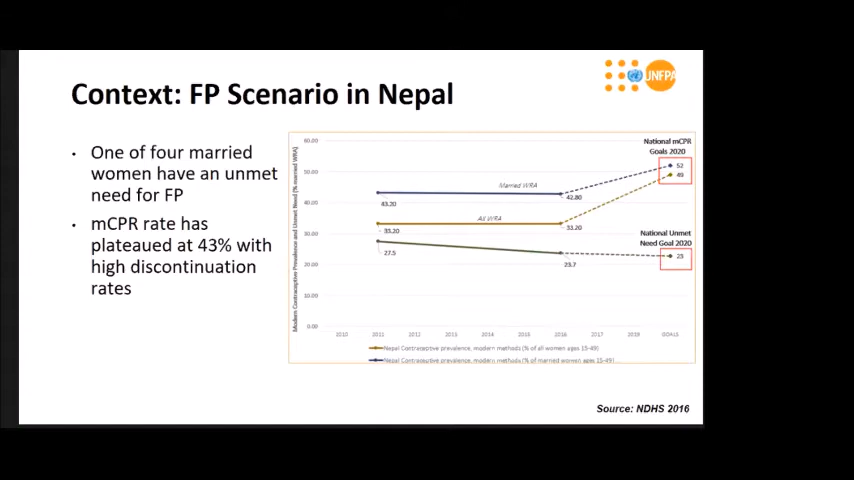 UNFPA
Context: FP Scenario in Nepal
• One of four married
women have an unmet
need for FP
• mCPR rate has
plateaued at 43% with
high discontinuation
rates
Modern Contraceptive Prevalence and Unmet Need (% married WRA)
60.00
50.00
40.00
30.00
20.00
10.00
0.00
National mCPR
Goals 2020
52
49
Married WRA
43.20
42.80
All WRA
33.20
33.20
National Unmet
Need Goal 2020
27.5
23.7
23
2010 2011 2012 2013 2014 2015 2016 2017 2018 GOALS
Nepal Contraceptive prevalence, modern methods (% of all women ages 15-49)
Nepal Contraceptive prevalence, modern methods (% of married women ages 15-49)
Source: NDHS 2016